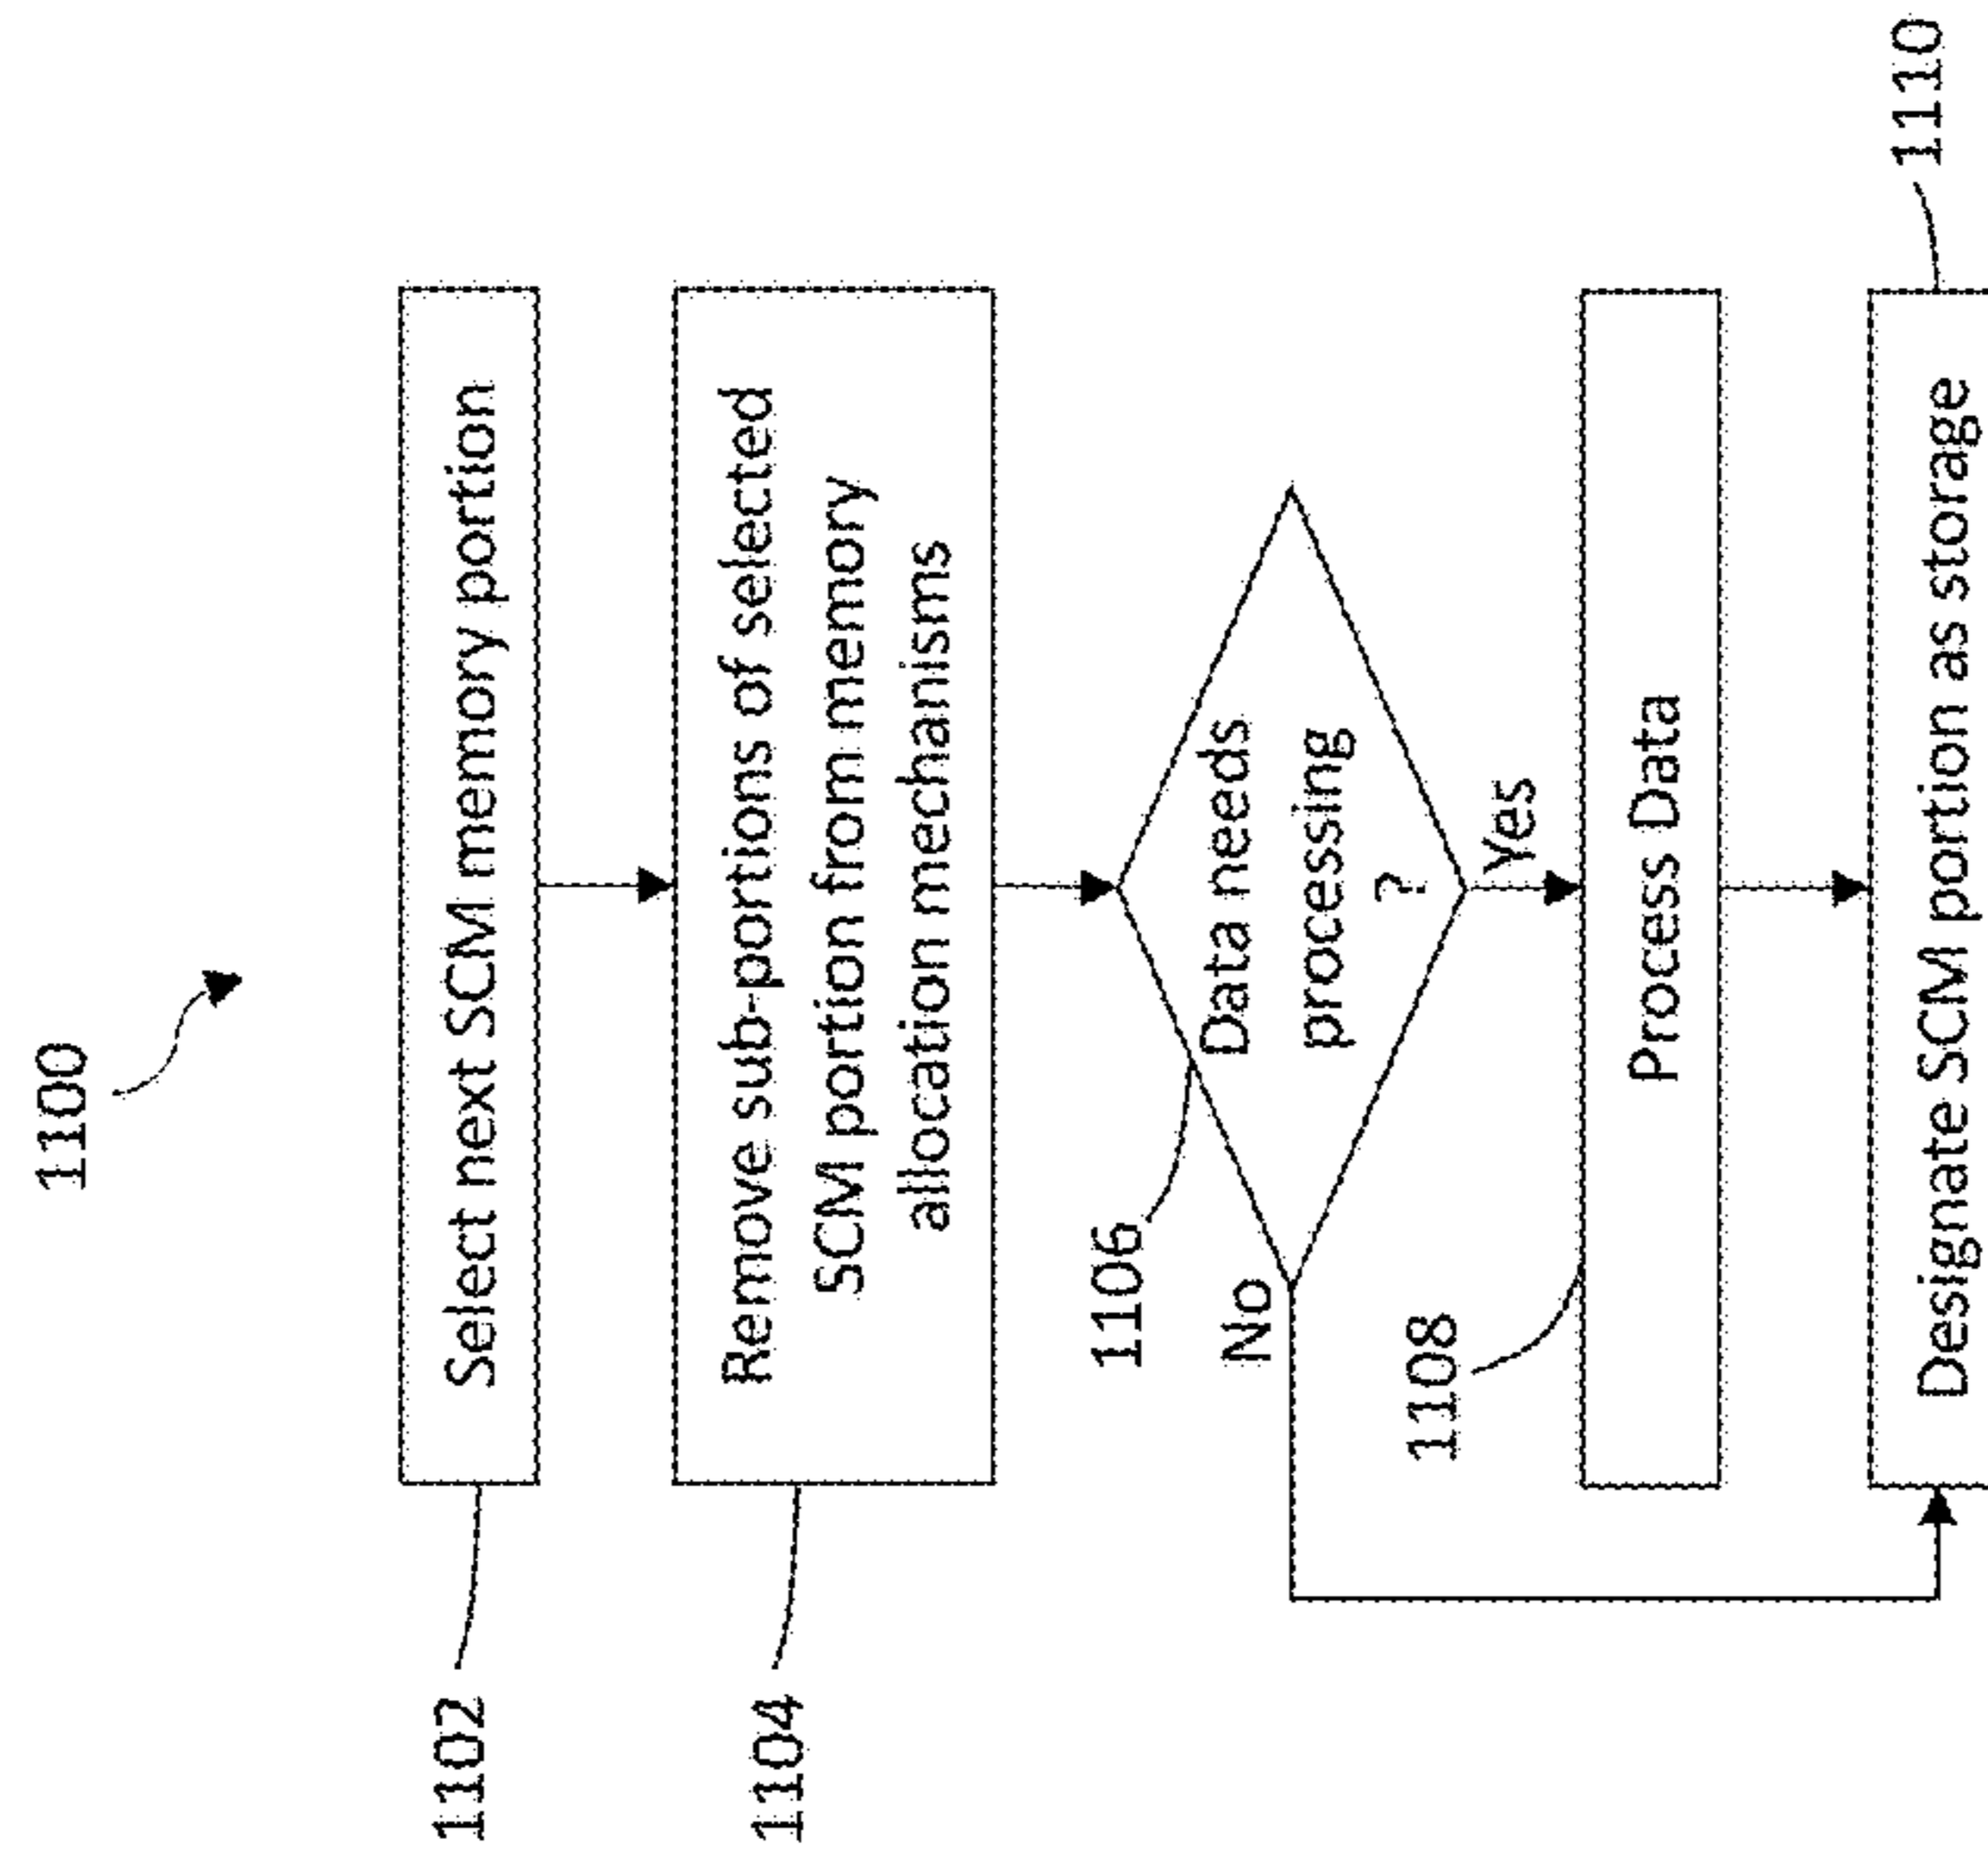 1100
1102
Select next SCM memory portion
1104
Remove sub-portions of selected
SCM portion from memory
allocation mechanisms
1106
Data needs
processing
?
No
Yes
1108
Process Data
1110
Designate SCM portion as storage